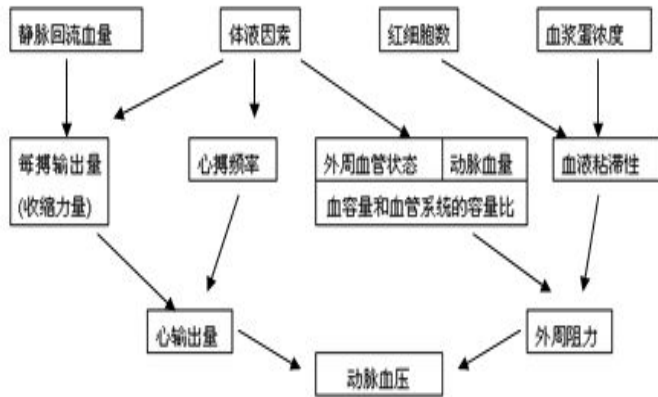 静脉回流血量
体液因素
红细胞数
血浆蛋浓度
每搏输出量
(收缩力量)
心搏频率
外周血管状态
动脉血量
血容量和血管系统的容量比
血液粘滞性
心输出量
外周阻力
动脉血压